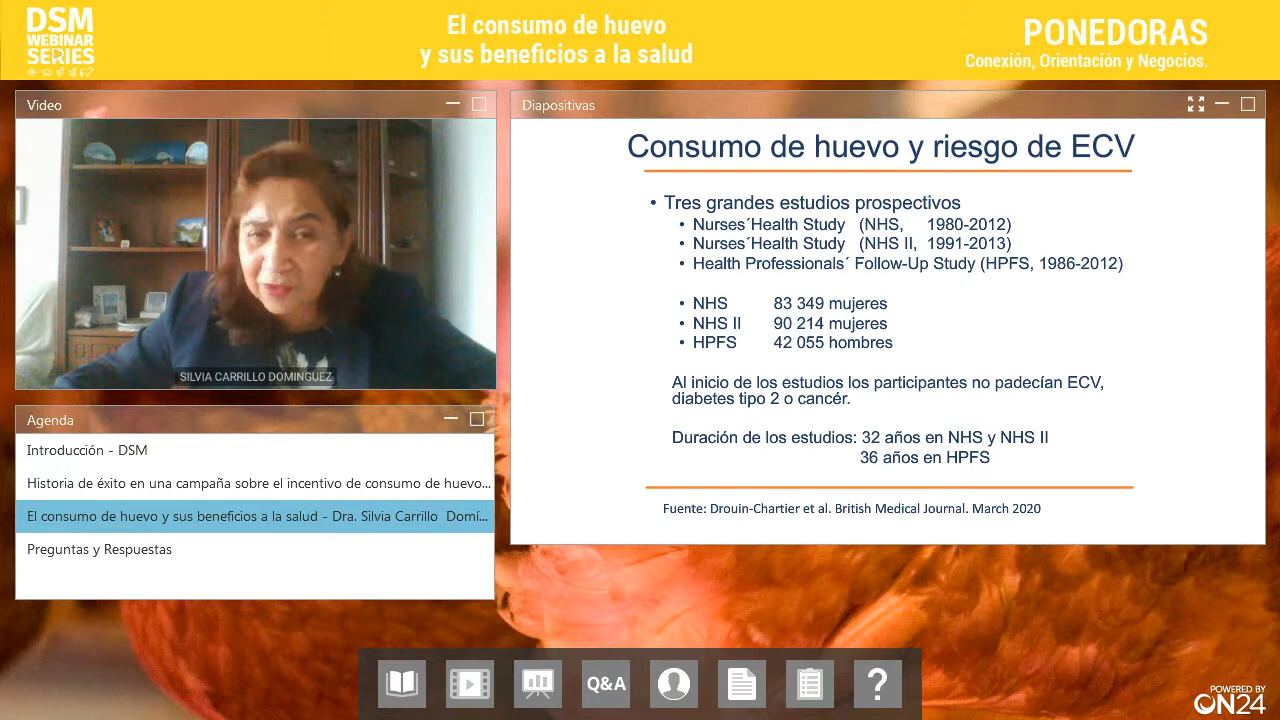 DSM
WEBINAR
SERIES
El consumo de huevo
y sus beneficios a la salud
PONEDORAS
Conexión, Orientación y Negocios.
Video
SILVIA CARRILLO DOMINGUEZ
Agenda
Introducción - DSM
Historia de éxito en una campaña sobre el incentivo de consumo de huevo...
El consumo de huevo y sus beneficios a la salud - Dra. Silvia Carrillo Domí...
Preguntas y Respuestas
Diapositivas
Consumo de huevo y riesgo de ECV
• Tres grandes estudios prospectivos
• Nurses´Health Study (NHS, 1980-2012)
• Nurses´Health Study (NHS II, 1991-2013)
• Health Professionals´ Follow-Up Study (HPFS, 1986-2012)
• NHS 83 349 mujeres
• NHS II 90 214 mujeres
• HPFS 42 055 hombres
Al inicio de los estudios los participantes no padecían ECV,
diabetes tipo 2 o cancér.
Duración de los estudios: 32 años en NHS y NHS II
36 años en HPFS
Fuente: Drouin-Chartier et al. British Medical Journal. March 2020
Q&A
?
POWERED BY
ON24